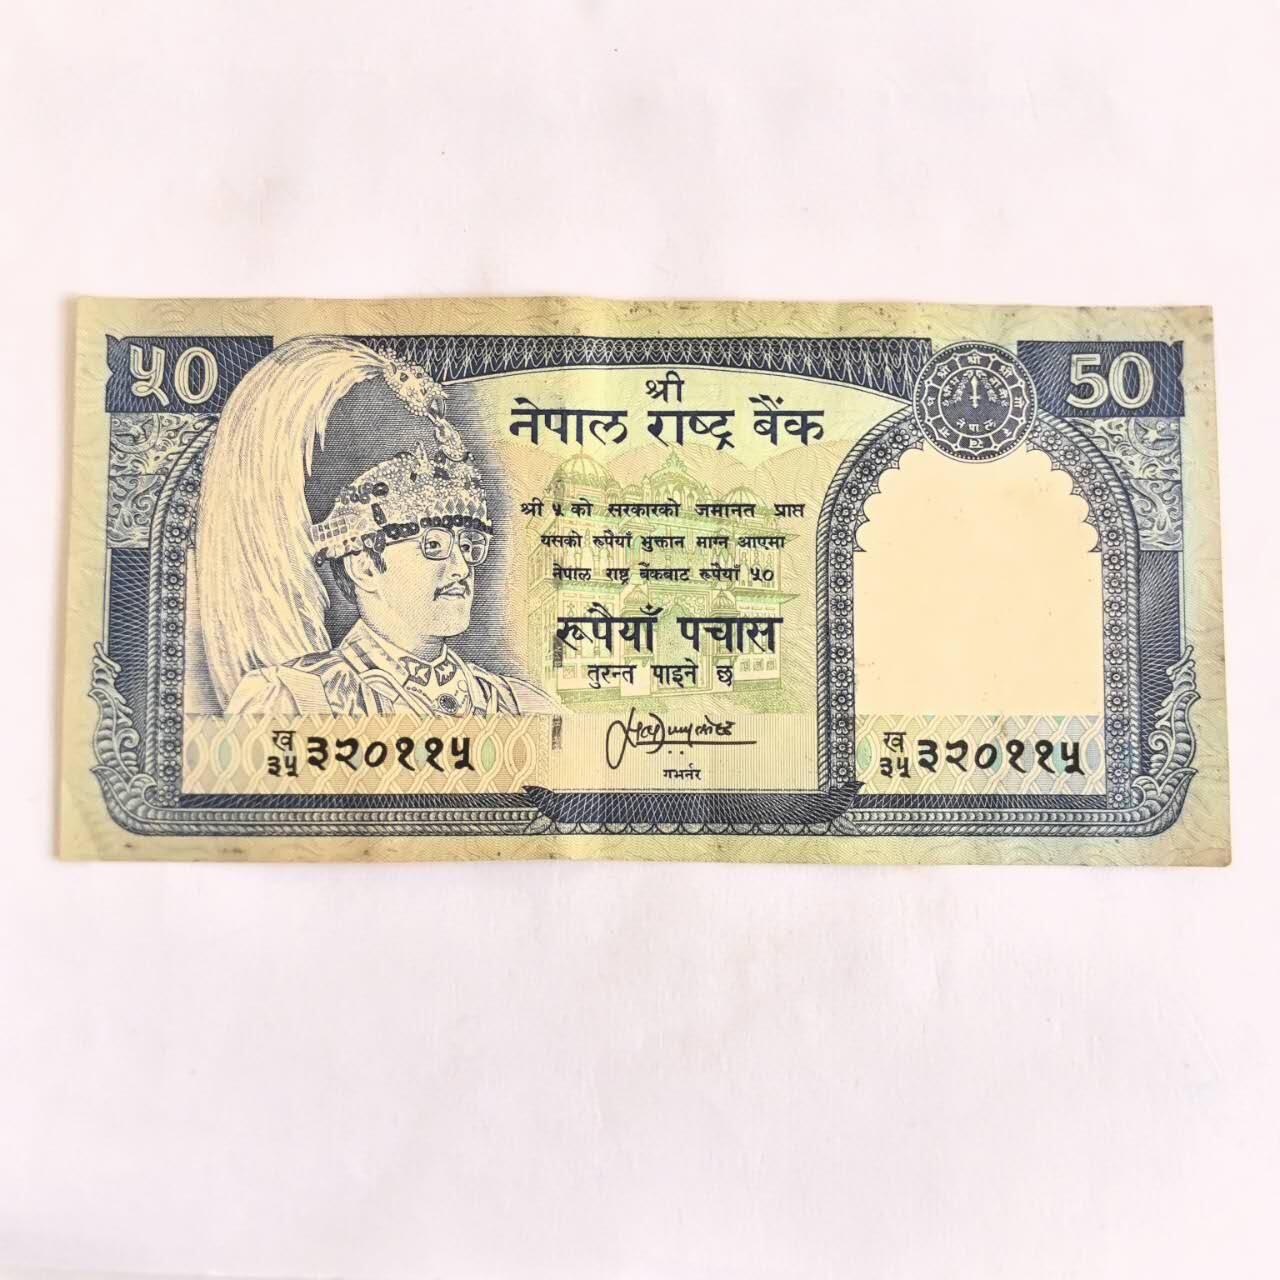 ५० 50
श्री
नेपाल राष्ट्र बैंक
श्री ५ को सरकारको जमानत प्राप्त
यसको रूपैयाँ भुक्तान माग्न आएमा
नेपाल राष्ट्र बैंकबाट रूपैयाँ ५०
रूपैयाँ पचास
तुरन्त पाइने छ
ख ३५ ३२०११५
ख ३५ ३२०११५
गभर्नर